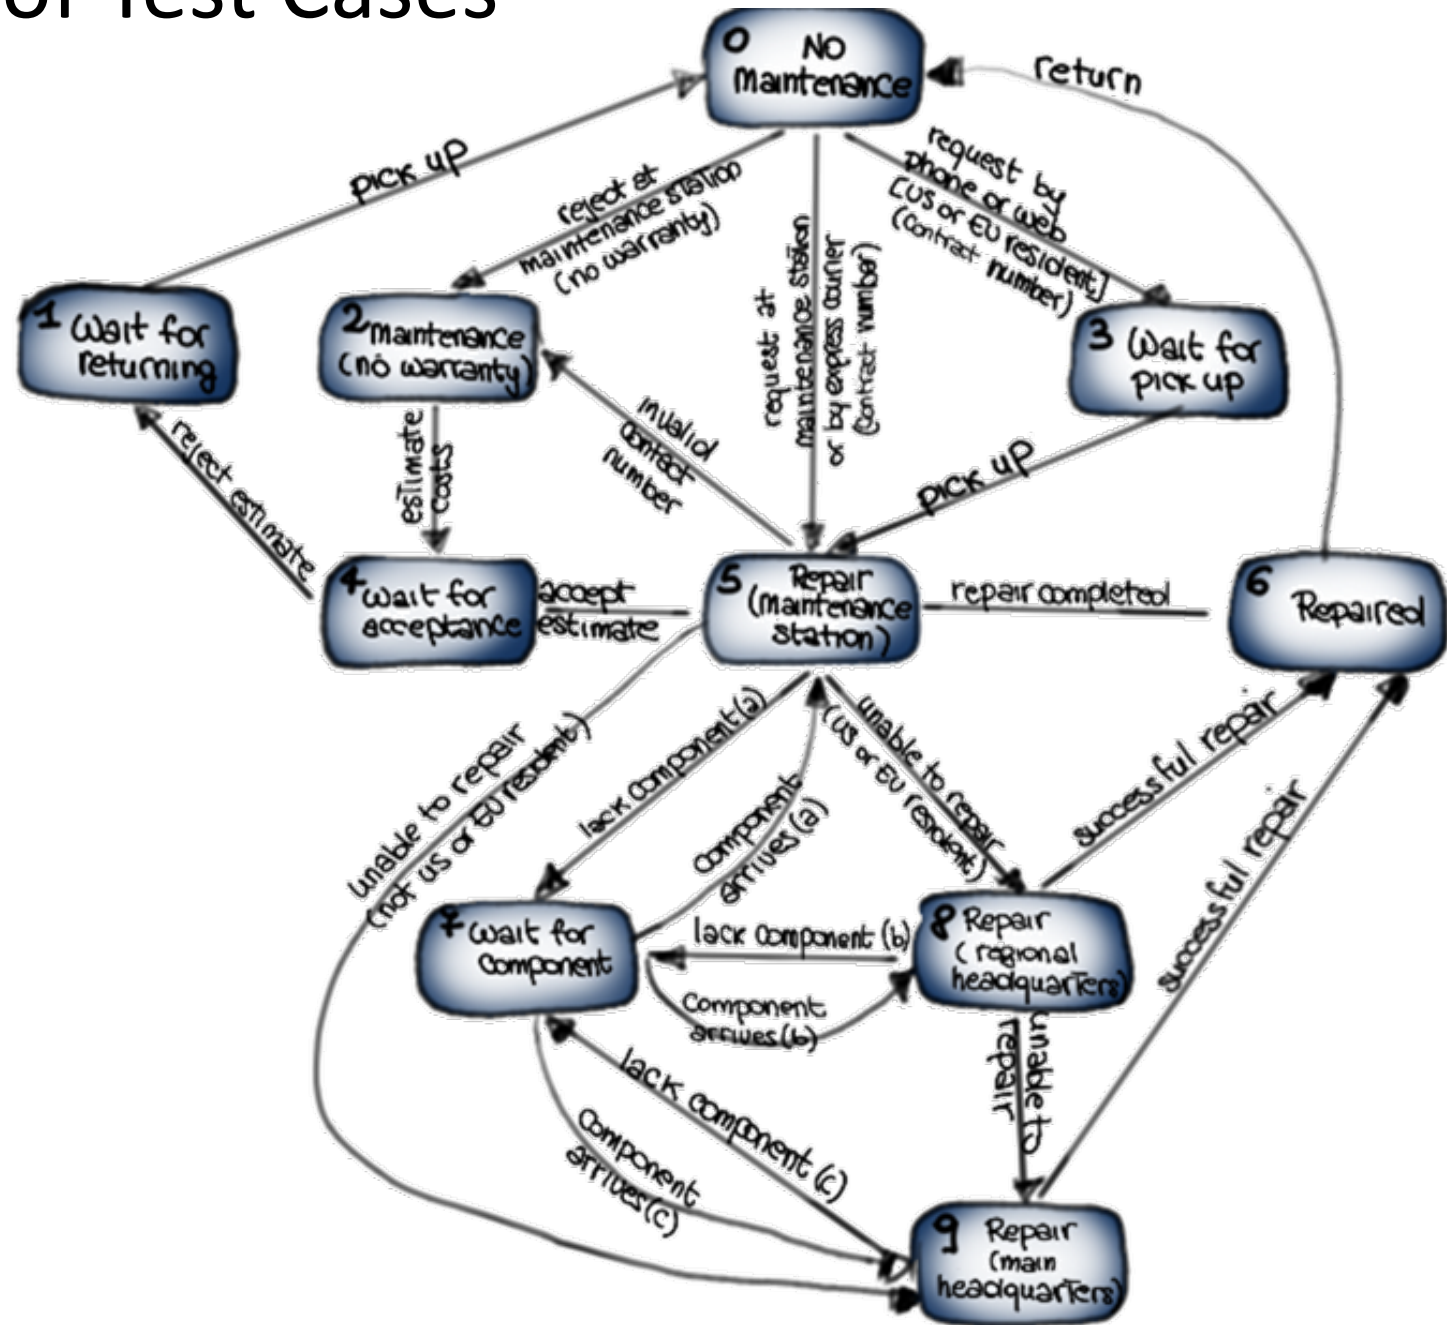 of Test Cases
0 NO
Maintenance
return
pick up
reject at
maintenance station
(no warranty)
request at
maintenance station
or by express courier
(contract number)
request by
phone or web
[US or EU resident]
(contract number)
1 Wait for
returning
2 Maintenance
(no warranty)
3 Wait for
pick up
reject estimate
estimate
costs
invalid
contact
number
pick up
4 Wait for
acceptance
accept
estimate
5 Repair
(maintenance
station)
repair completed
6 Repaired
unable to repair
(not US or EU resident)
lack component (a)
component
arrives (a)
unable to repair
(US or EU resident)
successful repair
successful repair
7 Wait for
component
lack component (b)
component
arrives (b)
8 Repair
(regional
headquarters)
unable to
repair
lack component (c)
component
arrives (c)
9 Repair
(main
headquarters)